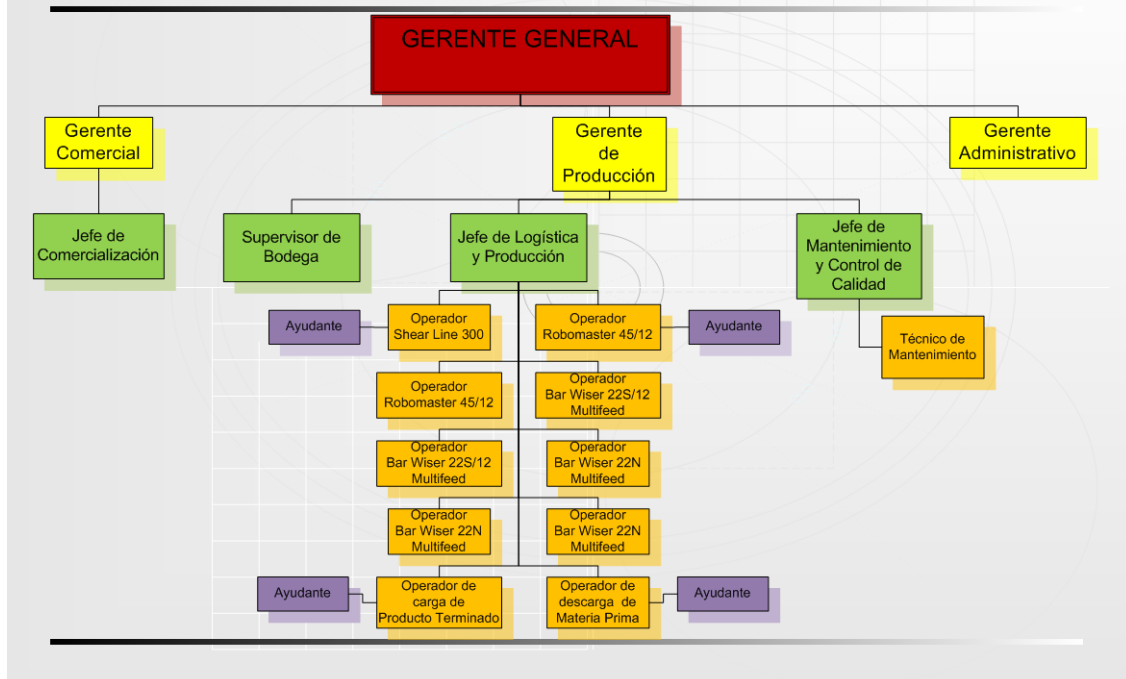 GERENTE GENERAL
Gerente
Comercial
Gerente
de
Producción
Gerente
Administrativo
Jefe de
Comercialización
Supervisor de
Bodega
Jefe de Logística
y Producción
Jefe de
Mantenimiento
y Control de
Calidad
Ayudante
Operador
Shear Line 300
Operador
Robomaster 45/12
Ayudante
Técnico de
Mantenimiento
Operador
Robomaster 45/12
Operador
Bar Wiser 22S/12
Multifeed
Operador
Bar Wiser 22S/12
Multifeed
Operador
Bar Wiser 22N
Multifeed
Operador
Bar Wiser 22N
Multifeed
Operador
Bar Wiser 22N
Multifeed
Ayudante
Operador de
carga de
Producto Terminado
Operador de
descarga de
Materia Prima
Ayudante